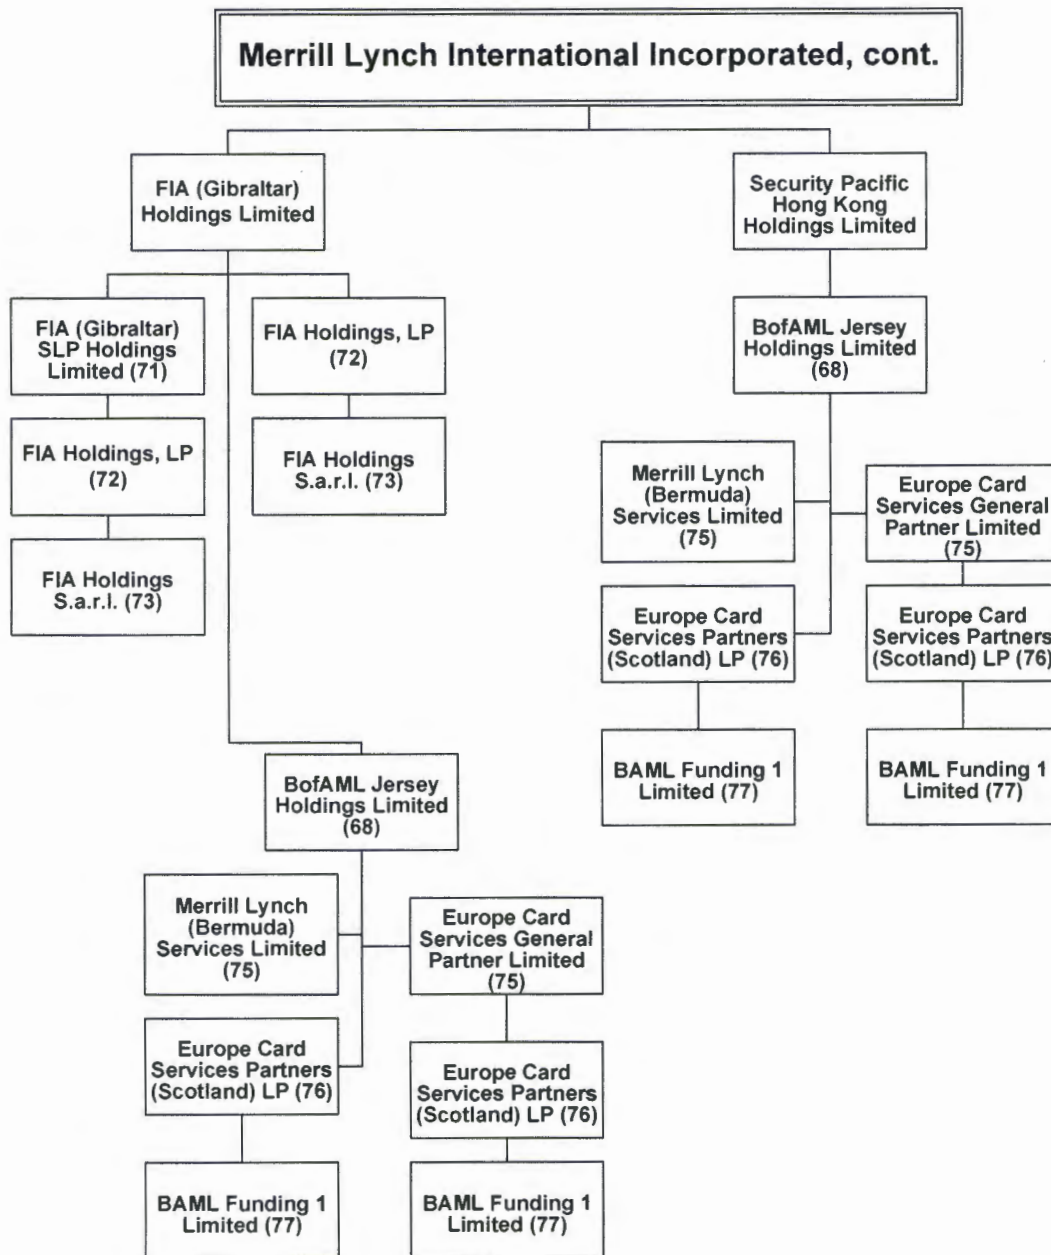 Merrill Lynch International Incorporated, cont.
FIA (Gibraltar)
Holdings Limited
Security Pacific
Hong Kong
Holdings Limited
FIA (Gibraltar)
SLP Holdings
Limited (71)
FIA Holdings, LP
(72)
BofAML Jersey
Holdings Limited
(68)
FIA Holdings, LP
(72)
FIA Holdings
S.a.r.l. (73)
Merrill Lynch
(Bermuda)
Services Limited
(75)
Europe Card
Services General
Partner Limited
(75)
FIA Holdings
S.a.r.l. (73)
Europe Card
Services Partners
(Scotland) LP (76)
Europe Card
Services Partners
(Scotland) LP (76)
BAML Funding 1
Limited (77)
BAML Funding 1
Limited (77)
BofAML Jersey
Holdings Limited
(68)
Merrill Lynch
(Bermuda)
Services Limited
(75)
Europe Card
Services General
Partner Limited
(75)
Europe Card
Services Partners
(Scotland) LP (76)
Europe Card
Services Partners
(Scotland) LP (76)
BAML Funding 1
Limited (77)
BAML Funding 1
Limited (77)